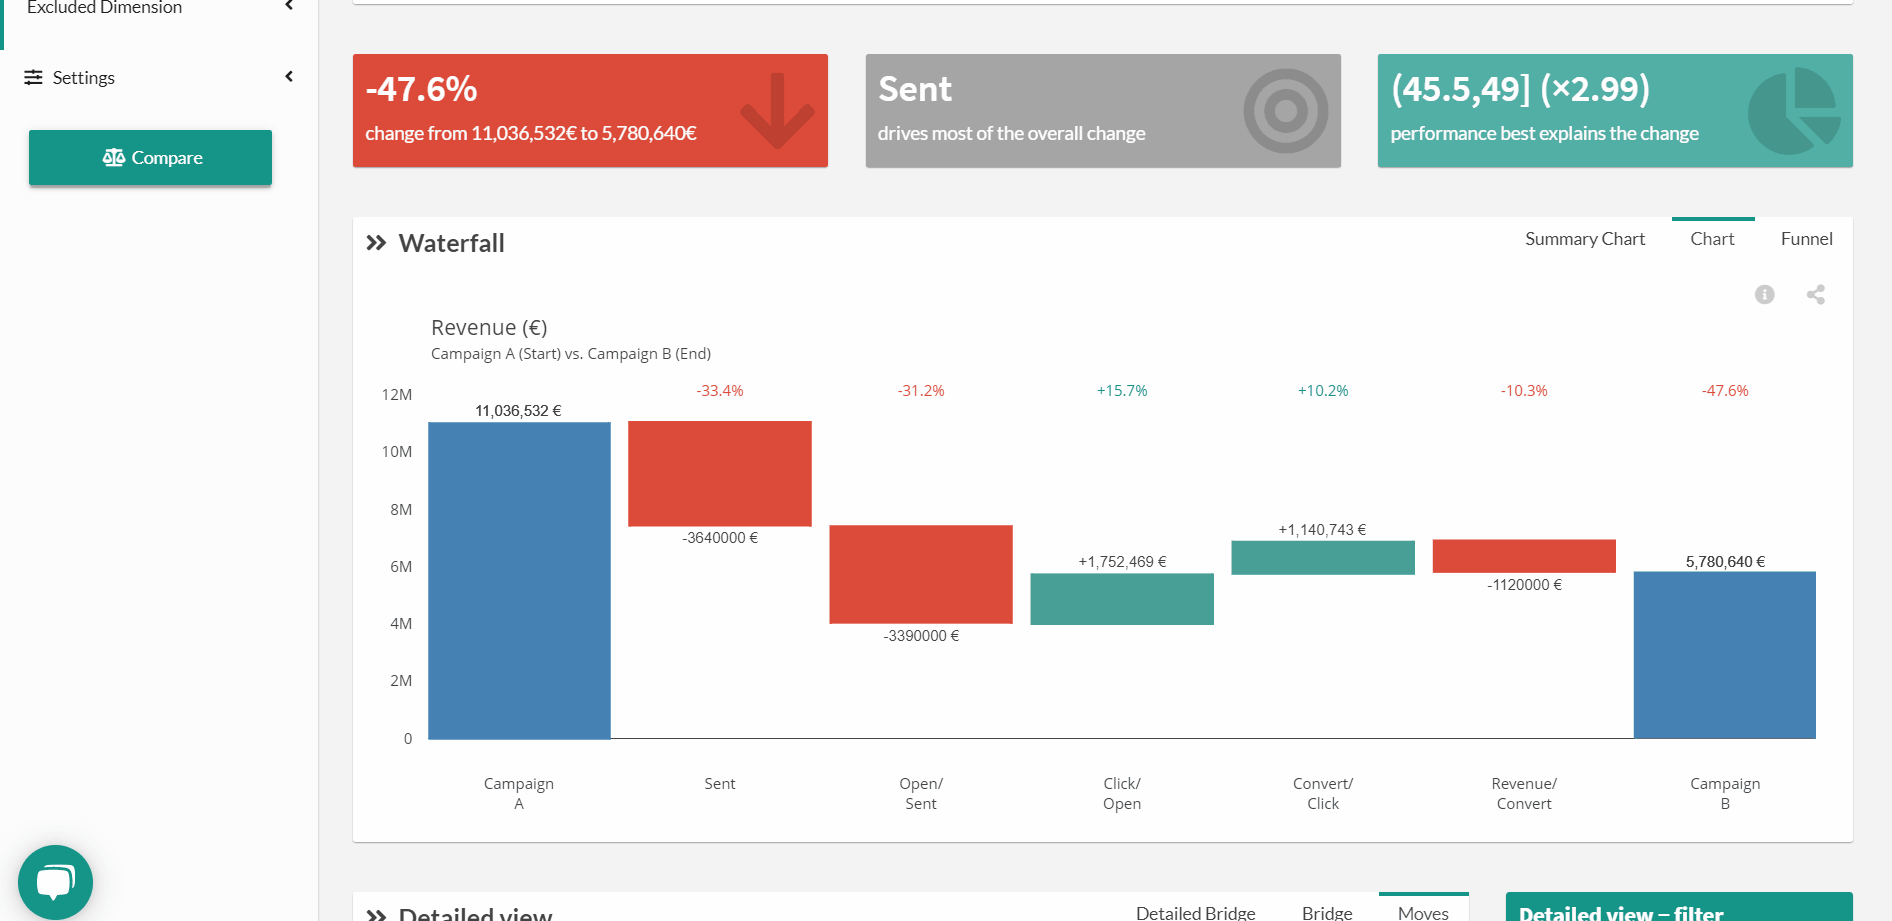 Excluded Dimension
Settings
Compare
-47.6%
change from 11,036,532€ to 5,780,640€
Sent
drives most of the overall change
(45.5,49] (×2.99)
performance best explains the change
Waterfall
Summary Chart
Chart
Funnel
Revenue (€)
Campaign A (Start) vs. Campaign B (End)
-33.4%
-31.2%
+15.7%
+10.2%
-10.3%
-47.6%
12M
10M
8M
6M
4M
2M
0
11,036,532 €
-3640000 €
-3390000 €
+1,752,469 €
+1,140,743 €
-1120000 €
5,780,640 €
Campaign
A
Sent
Open/
Sent
Click/
Open
Convert/
Click
Revenue/
Convert
Campaign
B
Detailed view
Detailed Bridge
Bridge
Moves
Detailed view – filter